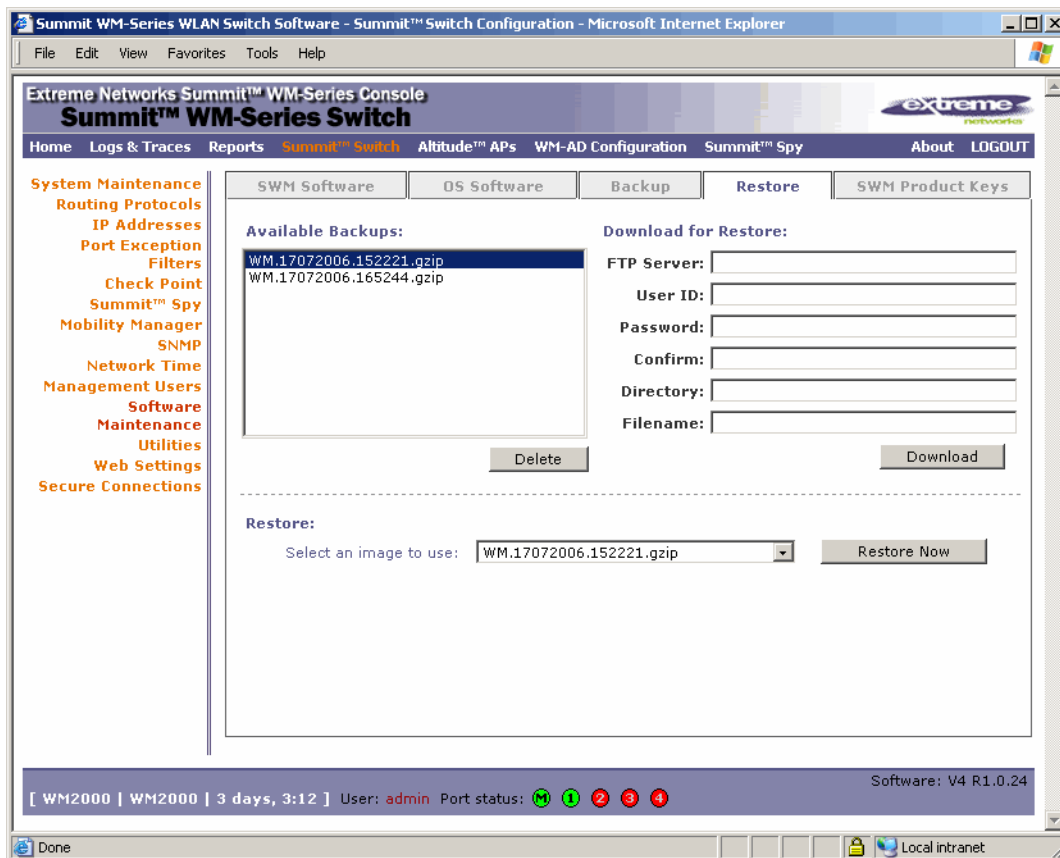 Summit WM-Series WLAN Switch Software - Summit™ Switch Configuration - Microsoft Internet Explorer
File Edit View Favorites Tools Help
Extreme Networks Summit™ WM-Series Console
Summit™ WM-Series Switch
extreme
networks
Home Logs & Traces Reports Summit™ Switch Altitude™ APs WM-AD Configuration Summit™ Spy About LOGOUT
System Maintenance
Routing Protocols
IP Addresses
Port Exception
Filters
Check Point
Summit™ Spy
Mobility Manager
SNMP
Network Time
Management Users
Software
Maintenance
Utilities
Web Settings
Secure Connections
SWM Software OS Software Backup Restore SWM Product Keys
Available Backups:
WM.17072006.152221.gzip
WM.17072006.165244.gzip
Delete
Download for Restore:
FTP Server:
User ID:
Password:
Confirm:
Directory:
Filename:
Download
Restore:
Select an image to use: WM.17072006.152221.gzip Restore Now
Software: V4 R1.0.24
[ WM2000 | WM2000 | 3 days, 3:12 ] User: admin Port status: M 1 2 3 4
Done Local intranet